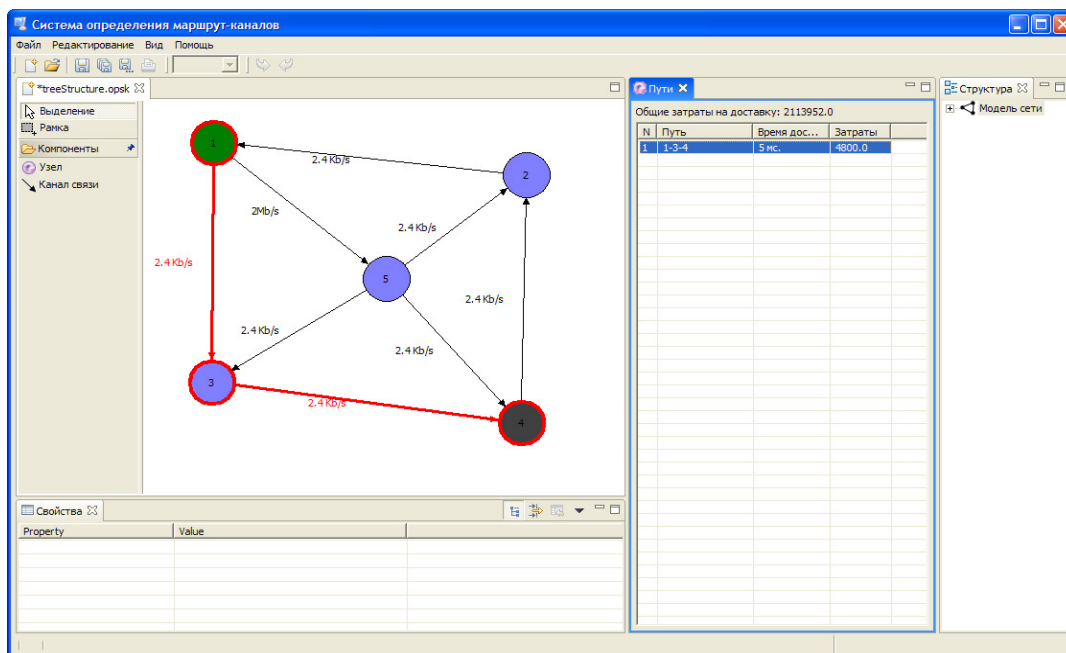 Система определения маршрут-каналов
Файл Редактирование Вид Помощь
*treeStructure.opsk
Выделение
Рамка
Компоненты
Узел
Канал связи
1
2.4 Kb/s
2
2Mb/s
2.4 Kb/s
2.4 Kb/s
5
2.4 Kb/s
2.4 Kb/s
2.4 Kb/s
3
2.4 Kb/s
4
Свойства
Property Value
Пути
Общие затраты на доставку: 2113952.0
N Путь Время дос... Затраты
1 1-3-4 5 мс. 4800.0
Структура
Модель сети